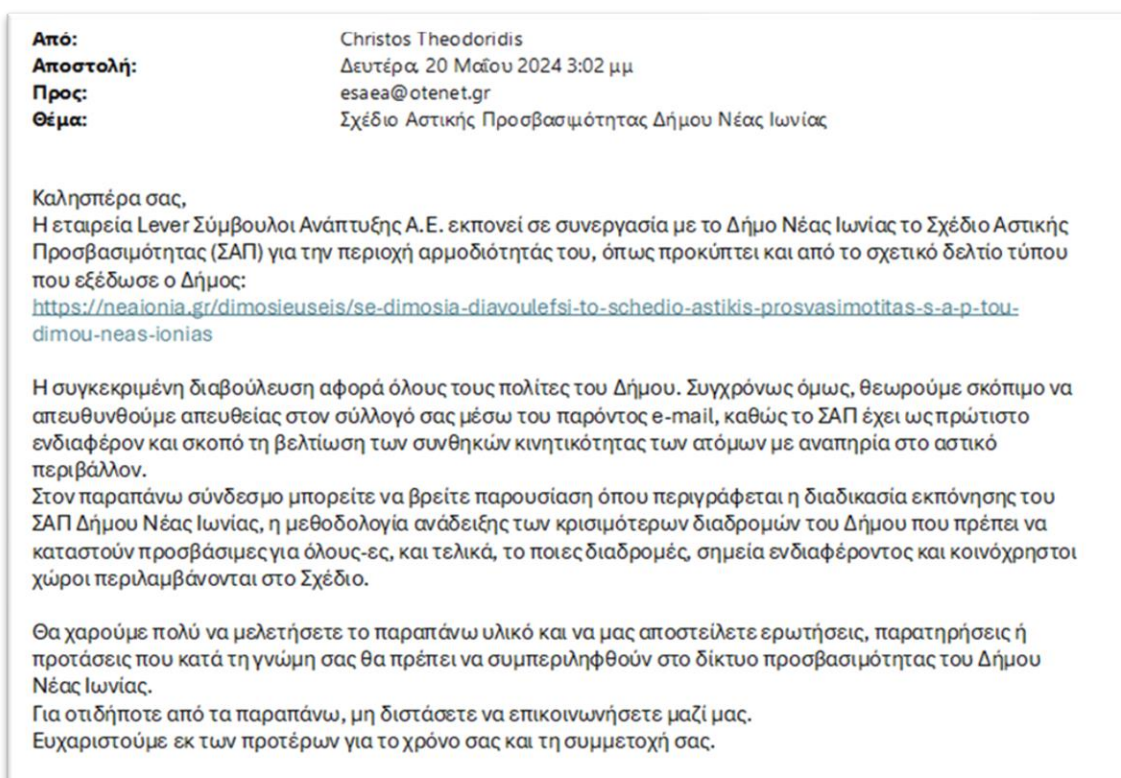 Από: Christos Theodoridis
Αποστολή: Δευτέρα, 20 Μαΐου 2024 3:02 μμ
Προς: esaea@otenet.gr
Θέμα: Σχέδιο Αστικής Προσβασιμότητας Δήμου Νέας Ιωνίας
Καλησπέρα σας,
Η εταιρεία Lever Σύμβουλοι Ανάπτυξης Α.Ε. εκπονεί σε συνεργασία με το Δήμο Νέας Ιωνίας το Σχέδιο Αστικής
Προσβασιμότητας (ΣΑΠ) για την περιοχή αρμοδιότητάς του, όπως προκύπτει και από το σχετικό δελτίο τύπου
που εξέδωσε ο Δήμος:
https://neaionia.gr/dimosieuseis/se-dimosia-diavoulefsi-to-schedio-astikis-prosvasimotitas-s-a-p-tou-
dimou-neas-ionias
Η συγκεκριμένη διαβούλευση αφορά όλους τους πολίτες του Δήμου. Συγχρόνως όμως, θεωρούμε σκόπιμο να
απευθυνθούμε απευθείας στον σύλλογό σας μέσω του παρόντος e-mail, καθώς το ΣΑΠ έχει ως πρώτιστο
ενδιαφέρον και σκοπό τη βελτίωση των συνθηκών κινητικότητας των ατόμων με αναπηρία στο αστικό
περιβάλλον.
Στον παραπάνω σύνδεσμο μπορείτε να βρείτε παρουσίαση όπου περιγράφεται η διαδικασία εκπόνησης του
ΣΑΠ Δήμου Νέας Ιωνίας, η μεθοδολογία ανάδειξης των κρισιμότερων διαδρομών του Δήμου που πρέπει να
καταστούν προσβάσιμες για όλους-ες, και τελικά, το ποιες διαδρομές, σημεία ενδιαφέροντος και κοινόχρηστοι
χώροι περιλαμβάνονται στο Σχέδιο.
Θα χαρούμε πολύ να μελετήσετε το παραπάνω υλικό και να μας αποστείλετε ερωτήσεις, παρατηρήσεις ή
προτάσεις που κατά τη γνώμη σας θα πρέπει να συμπεριληφθούν στο δίκτυο προσβασιμότητας του Δήμου
Νέας Ιωνίας.
Για οτιδήποτε από τα παραπάνω, μη διστάσετε να επικοινωνήσετε μαζί μας.
Ευχαριστούμε εκ των προτέρων για το χρόνο σας και τη συμμετοχή σας.